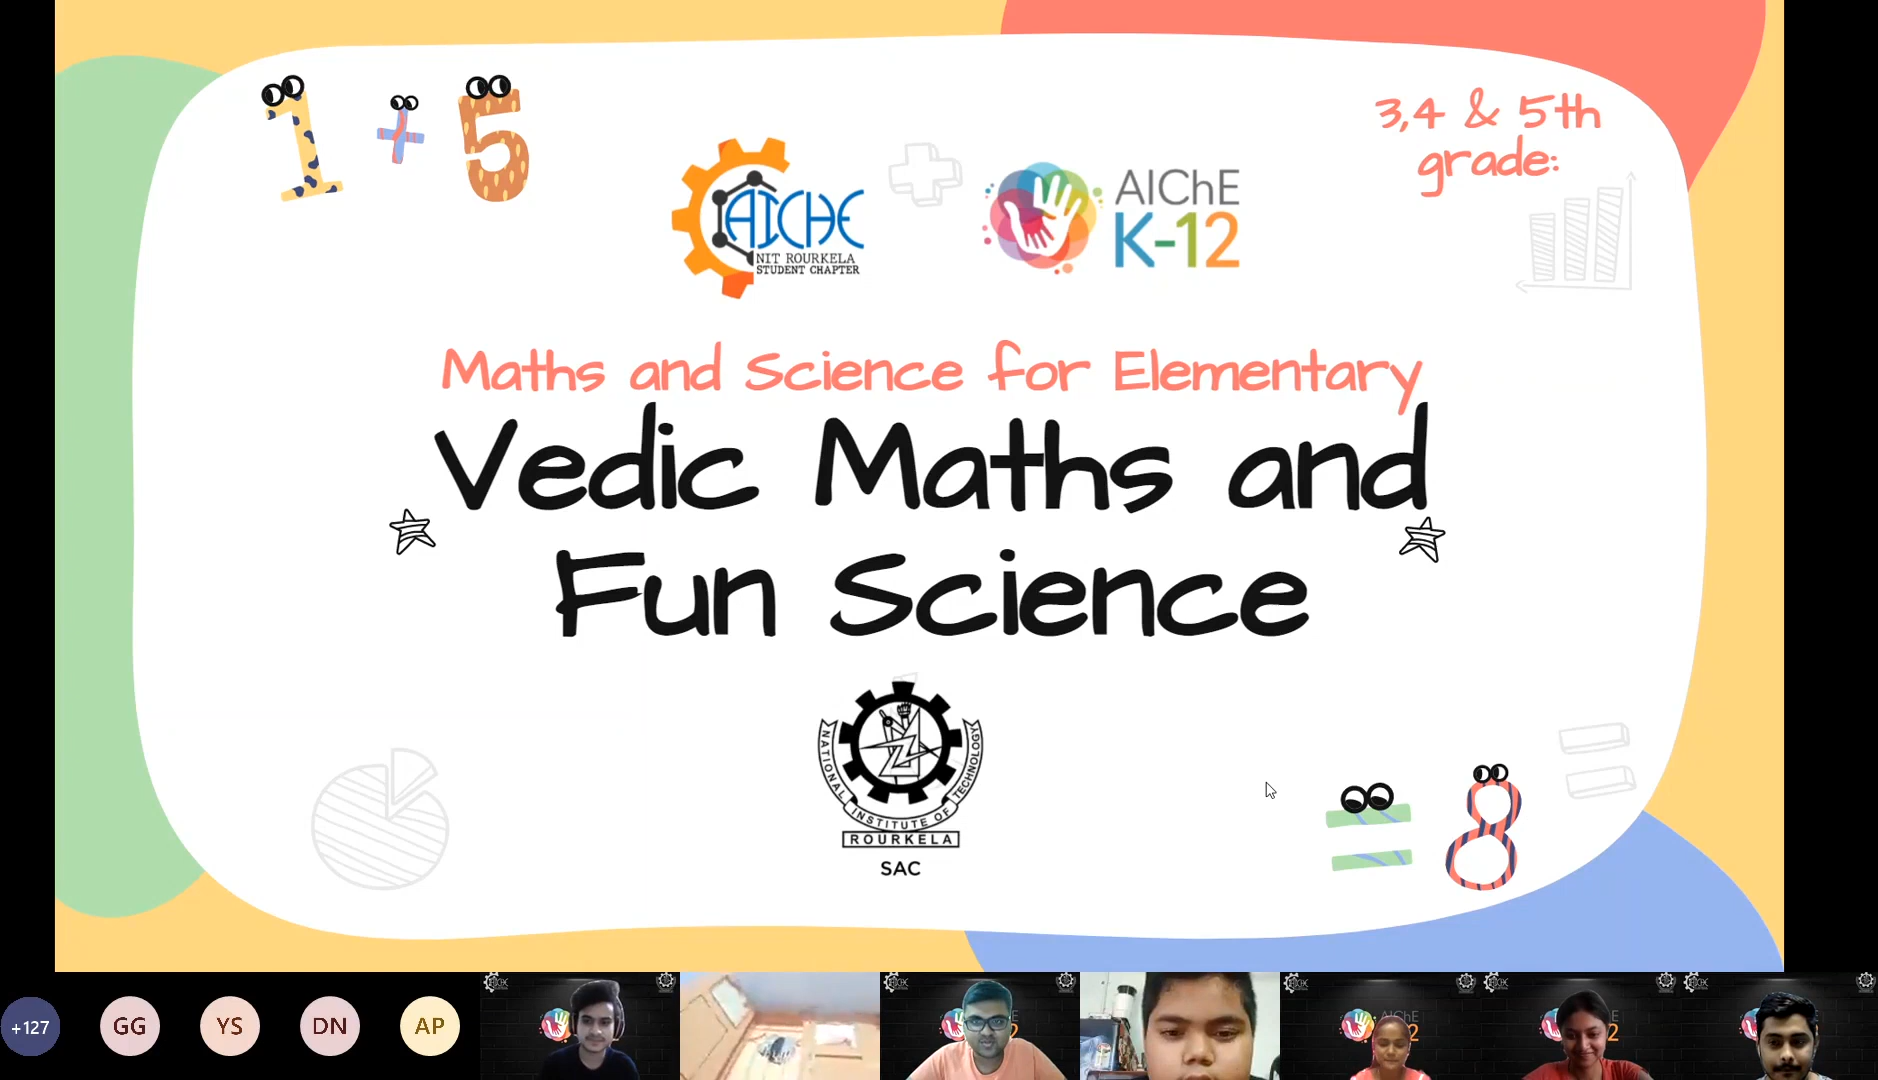 1 + 5
3,4 & 5th
grade:
AIChE
NIT ROURKELA
STUDENT CHAPTER
AIChE
K-12
Maths and Science for Elementary
Vedic Maths and
Fun Science
NATIONAL INSTITUTE OF TECHNOLOGY
ROURKELA
SAC
= 8
+127
GG
YS
DN
AP